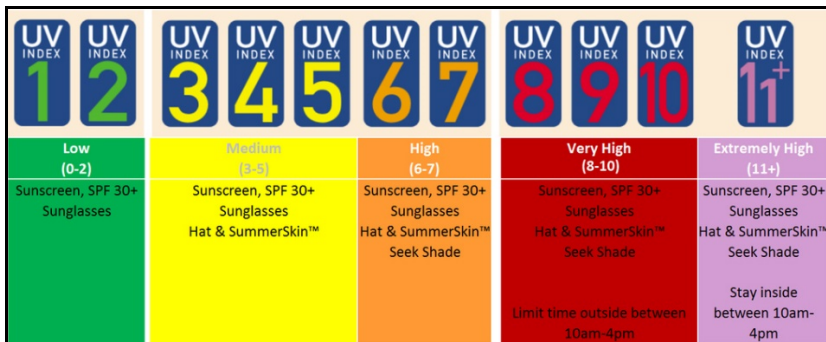 UV INDEX 1
UV INDEX 2
UV INDEX 3
UV INDEX 4
UV INDEX 5
UV INDEX 6
UV INDEX 7
UV INDEX 8
UV INDEX 9
UV INDEX 10
UV INDEX 11+
Low
(0-2)
Sunscreen, SPF 30+
Sunglasses
Medium
(3-5)
Sunscreen, SPF 30+
Sunglasses
Hat & SummerSkin™
High
(6-7)
Sunscreen, SPF 30+
Sunglasses
Hat & SummerSkin™
Seek Shade
Very High
(8-10)
Sunscreen, SPF 30+
Sunglasses
Hat & SummerSkin™
Seek Shade
Limit time outside between
10am-4pm
Extremely High
(11+)
Sunscreen, SPF 30+
Sunglasses
Hat & SummerSkin™
Seek Shade
Stay inside
between 10am-
4pm